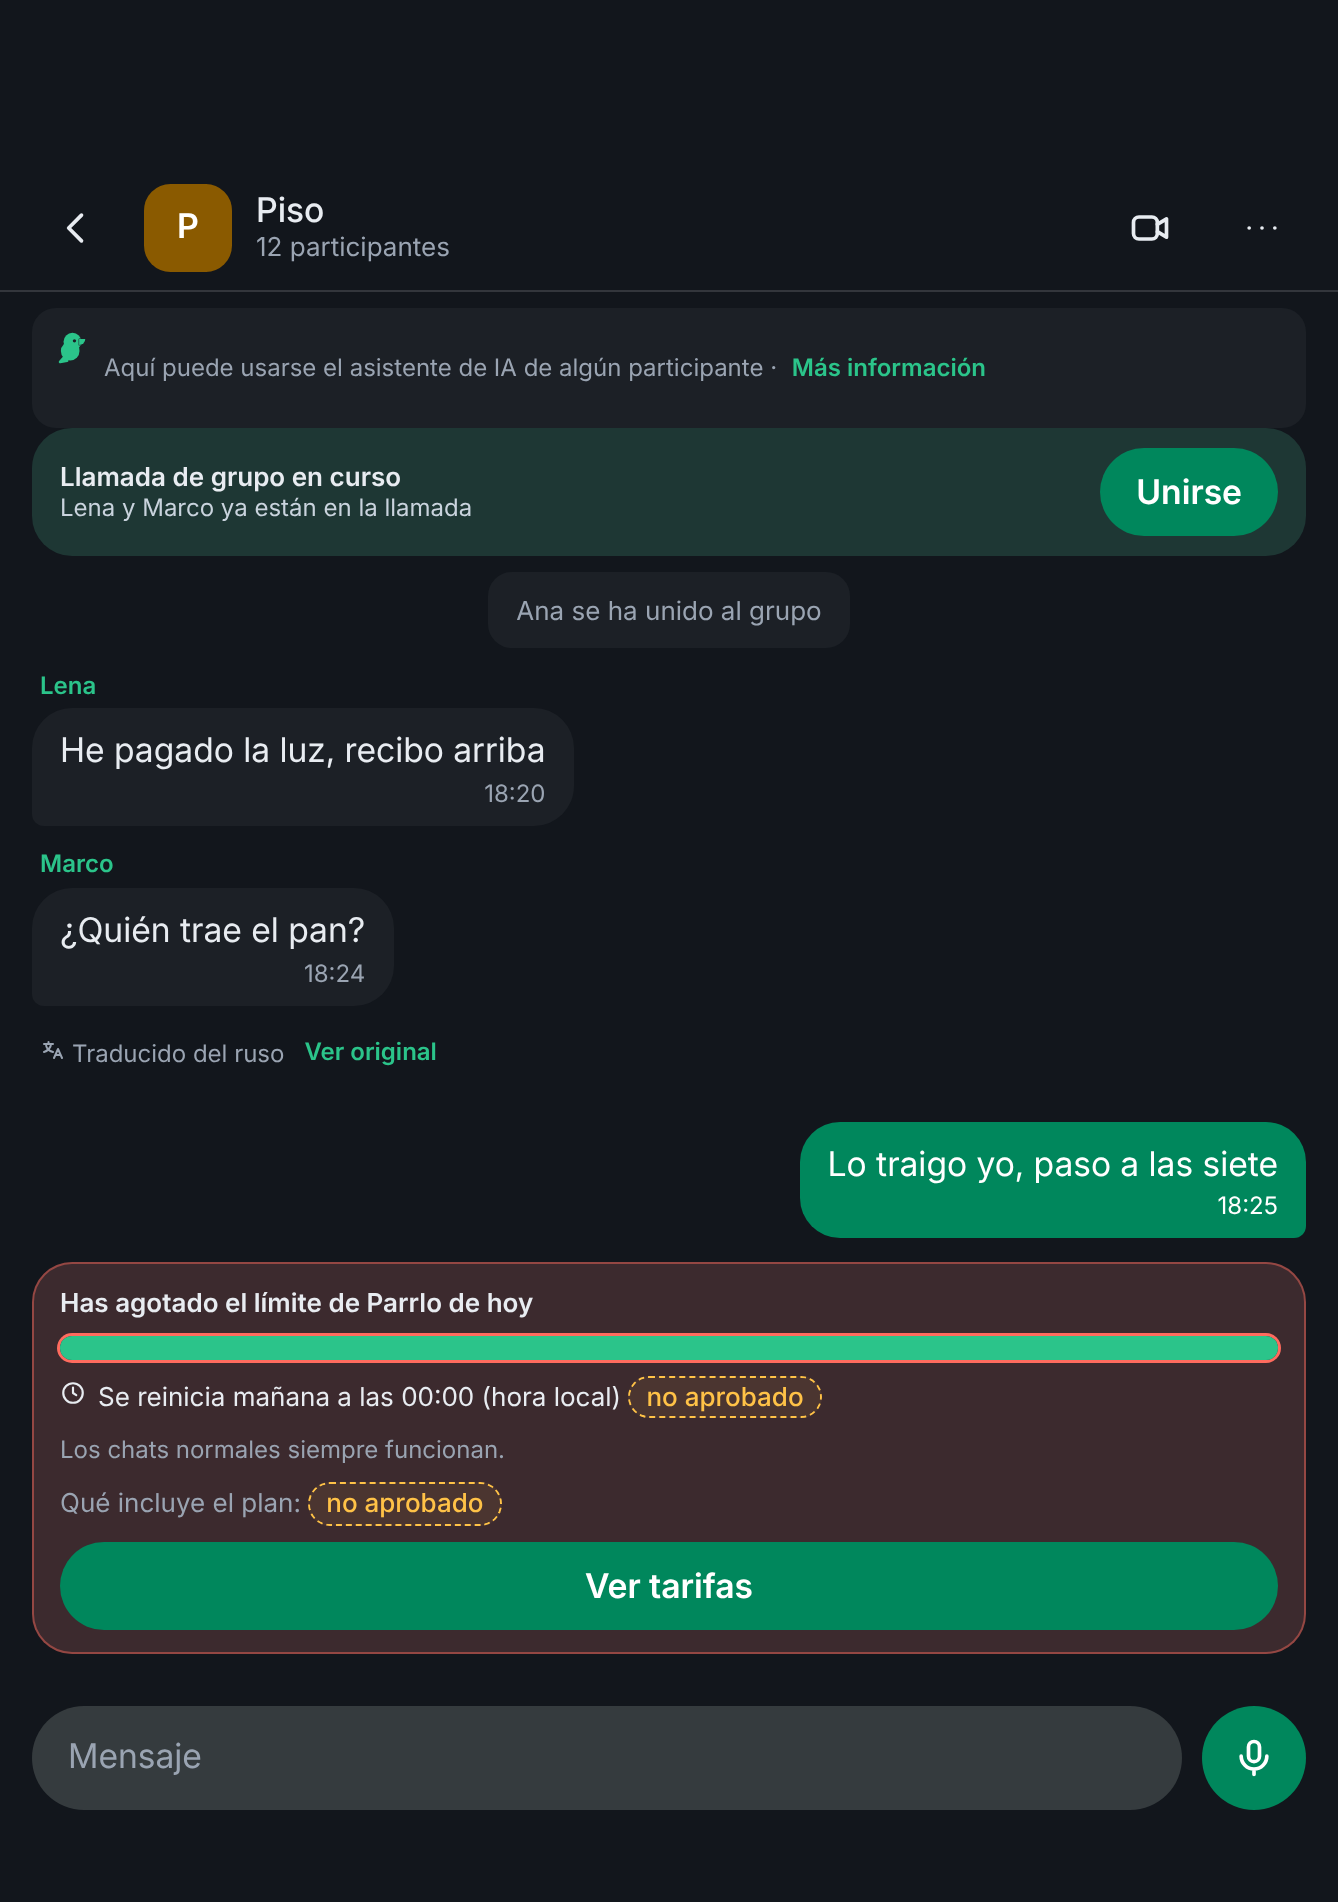 P
Piso
12 participantes
Aquí puede usarse el asistente de IA de algún participante · Más información
Llamada de grupo en curso
Lena y Marco ya están en la llamada
Unirse
Ana se ha unido al grupo
Lena
He pagado la luz, recibo arriba
18:20
Marco
¿Quién trae el pan?
18:24
Traducido del ruso Ver original
Lo traigo yo, paso a las siete
18:25
Has agotado el límite de Parrlo de hoy
Se reinicia mañana a las 00:00 (hora local) no aprobado
Los chats normales siempre funcionan.
Qué incluye el plan: no aprobado
Ver tarifas
Mensaje